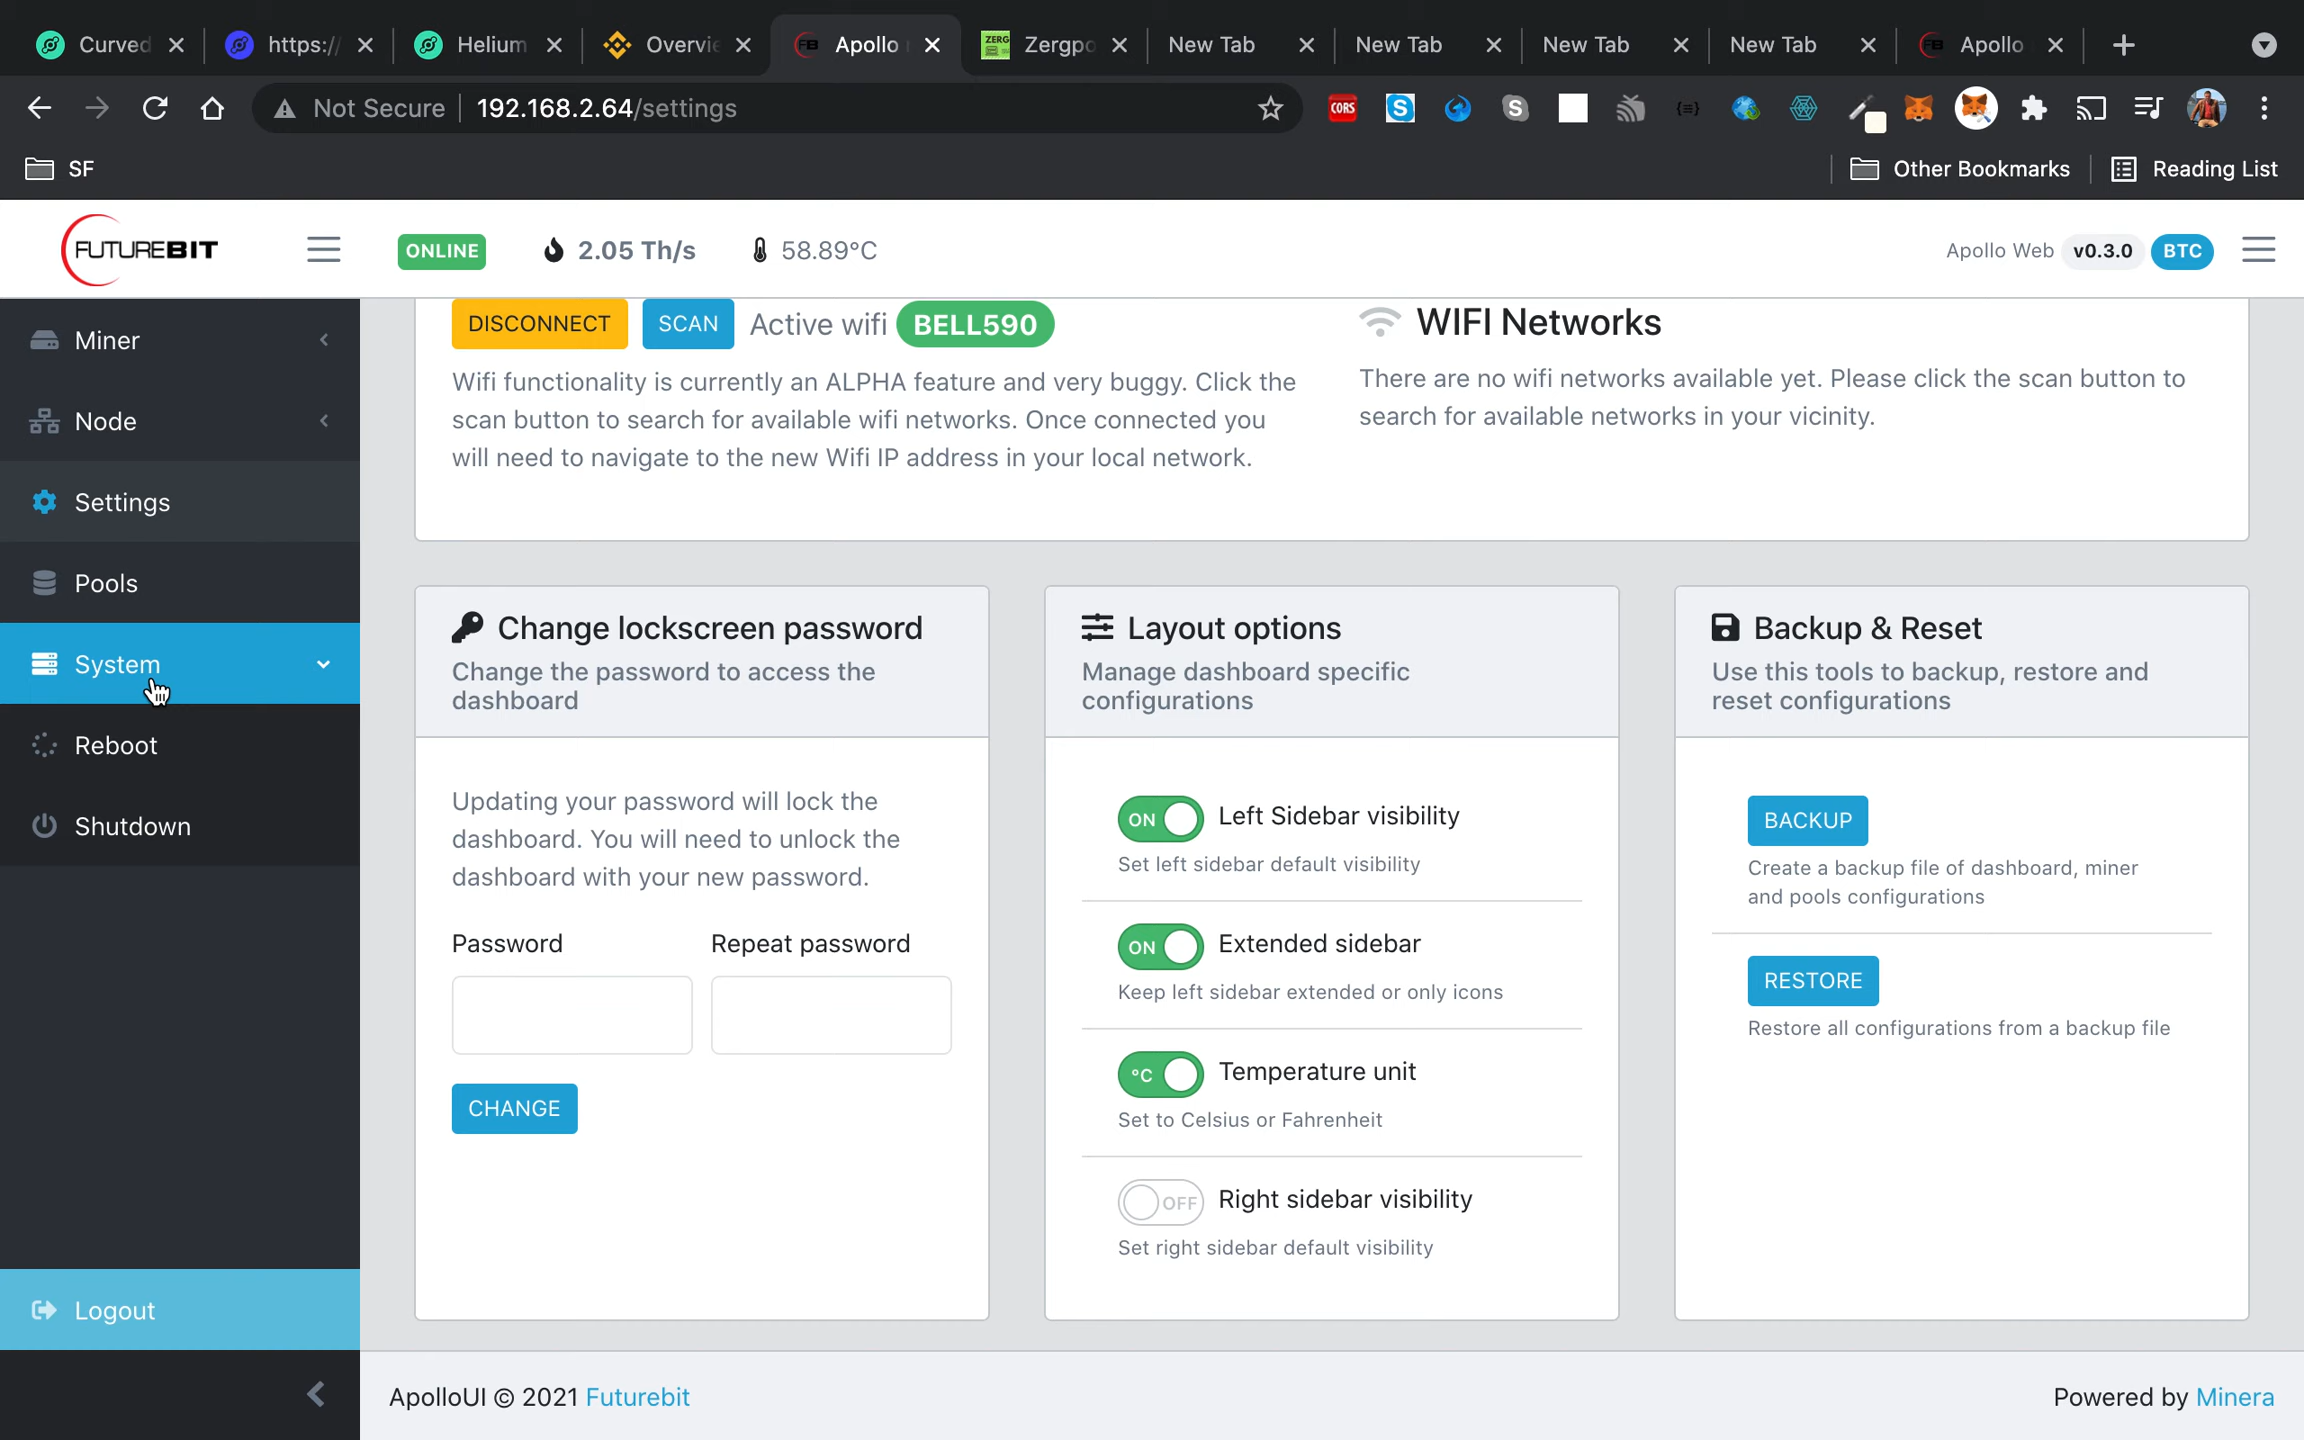 Curved
https:/
Helium
Overvie
Apollo
ZERG
Zergpo
New Tab
New Tab
New Tab
New Tab
Apollo
Not Secure
192.168.2.64/settings
CORS
SF
Other Bookmarks
Reading List
FUTUREBIT
ONLINE
2.05 Th/s
58.89°C
Apollo Web v0.3.0 BTC
Miner
Node
Settings
Pools
System
Reboot
Shutdown
Logout
DISCONNECT
SCAN
Active wifi BELL590
Wifi functionality is currently an ALPHA feature and very buggy. Click the
scan button to search for available wifi networks. Once connected you
will need to navigate to the new Wifi IP address in your local network.
WIFI Networks
There are no wifi networks available yet. Please click the scan button to
search for available networks in your vicinity.
Change lockscreen password
Change the password to access the
dashboard
Updating your password will lock the
dashboard. You will need to unlock the
dashboard with your new password.
Password
Repeat password
CHANGE
Layout options
Manage dashboard specific
configurations
ON Left Sidebar visibility
Set left sidebar default visibility
ON Extended sidebar
Keep left sidebar extended or only icons
°C Temperature unit
Set to Celsius or Fahrenheit
OFF Right sidebar visibility
Set right sidebar default visibility
Backup & Reset
Use this tools to backup, restore and
reset configurations
BACKUP
Create a backup file of dashboard, miner
and pools configurations
RESTORE
Restore all configurations from a backup file
ApolloUI © 2021 Futurebit
Powered by Minera